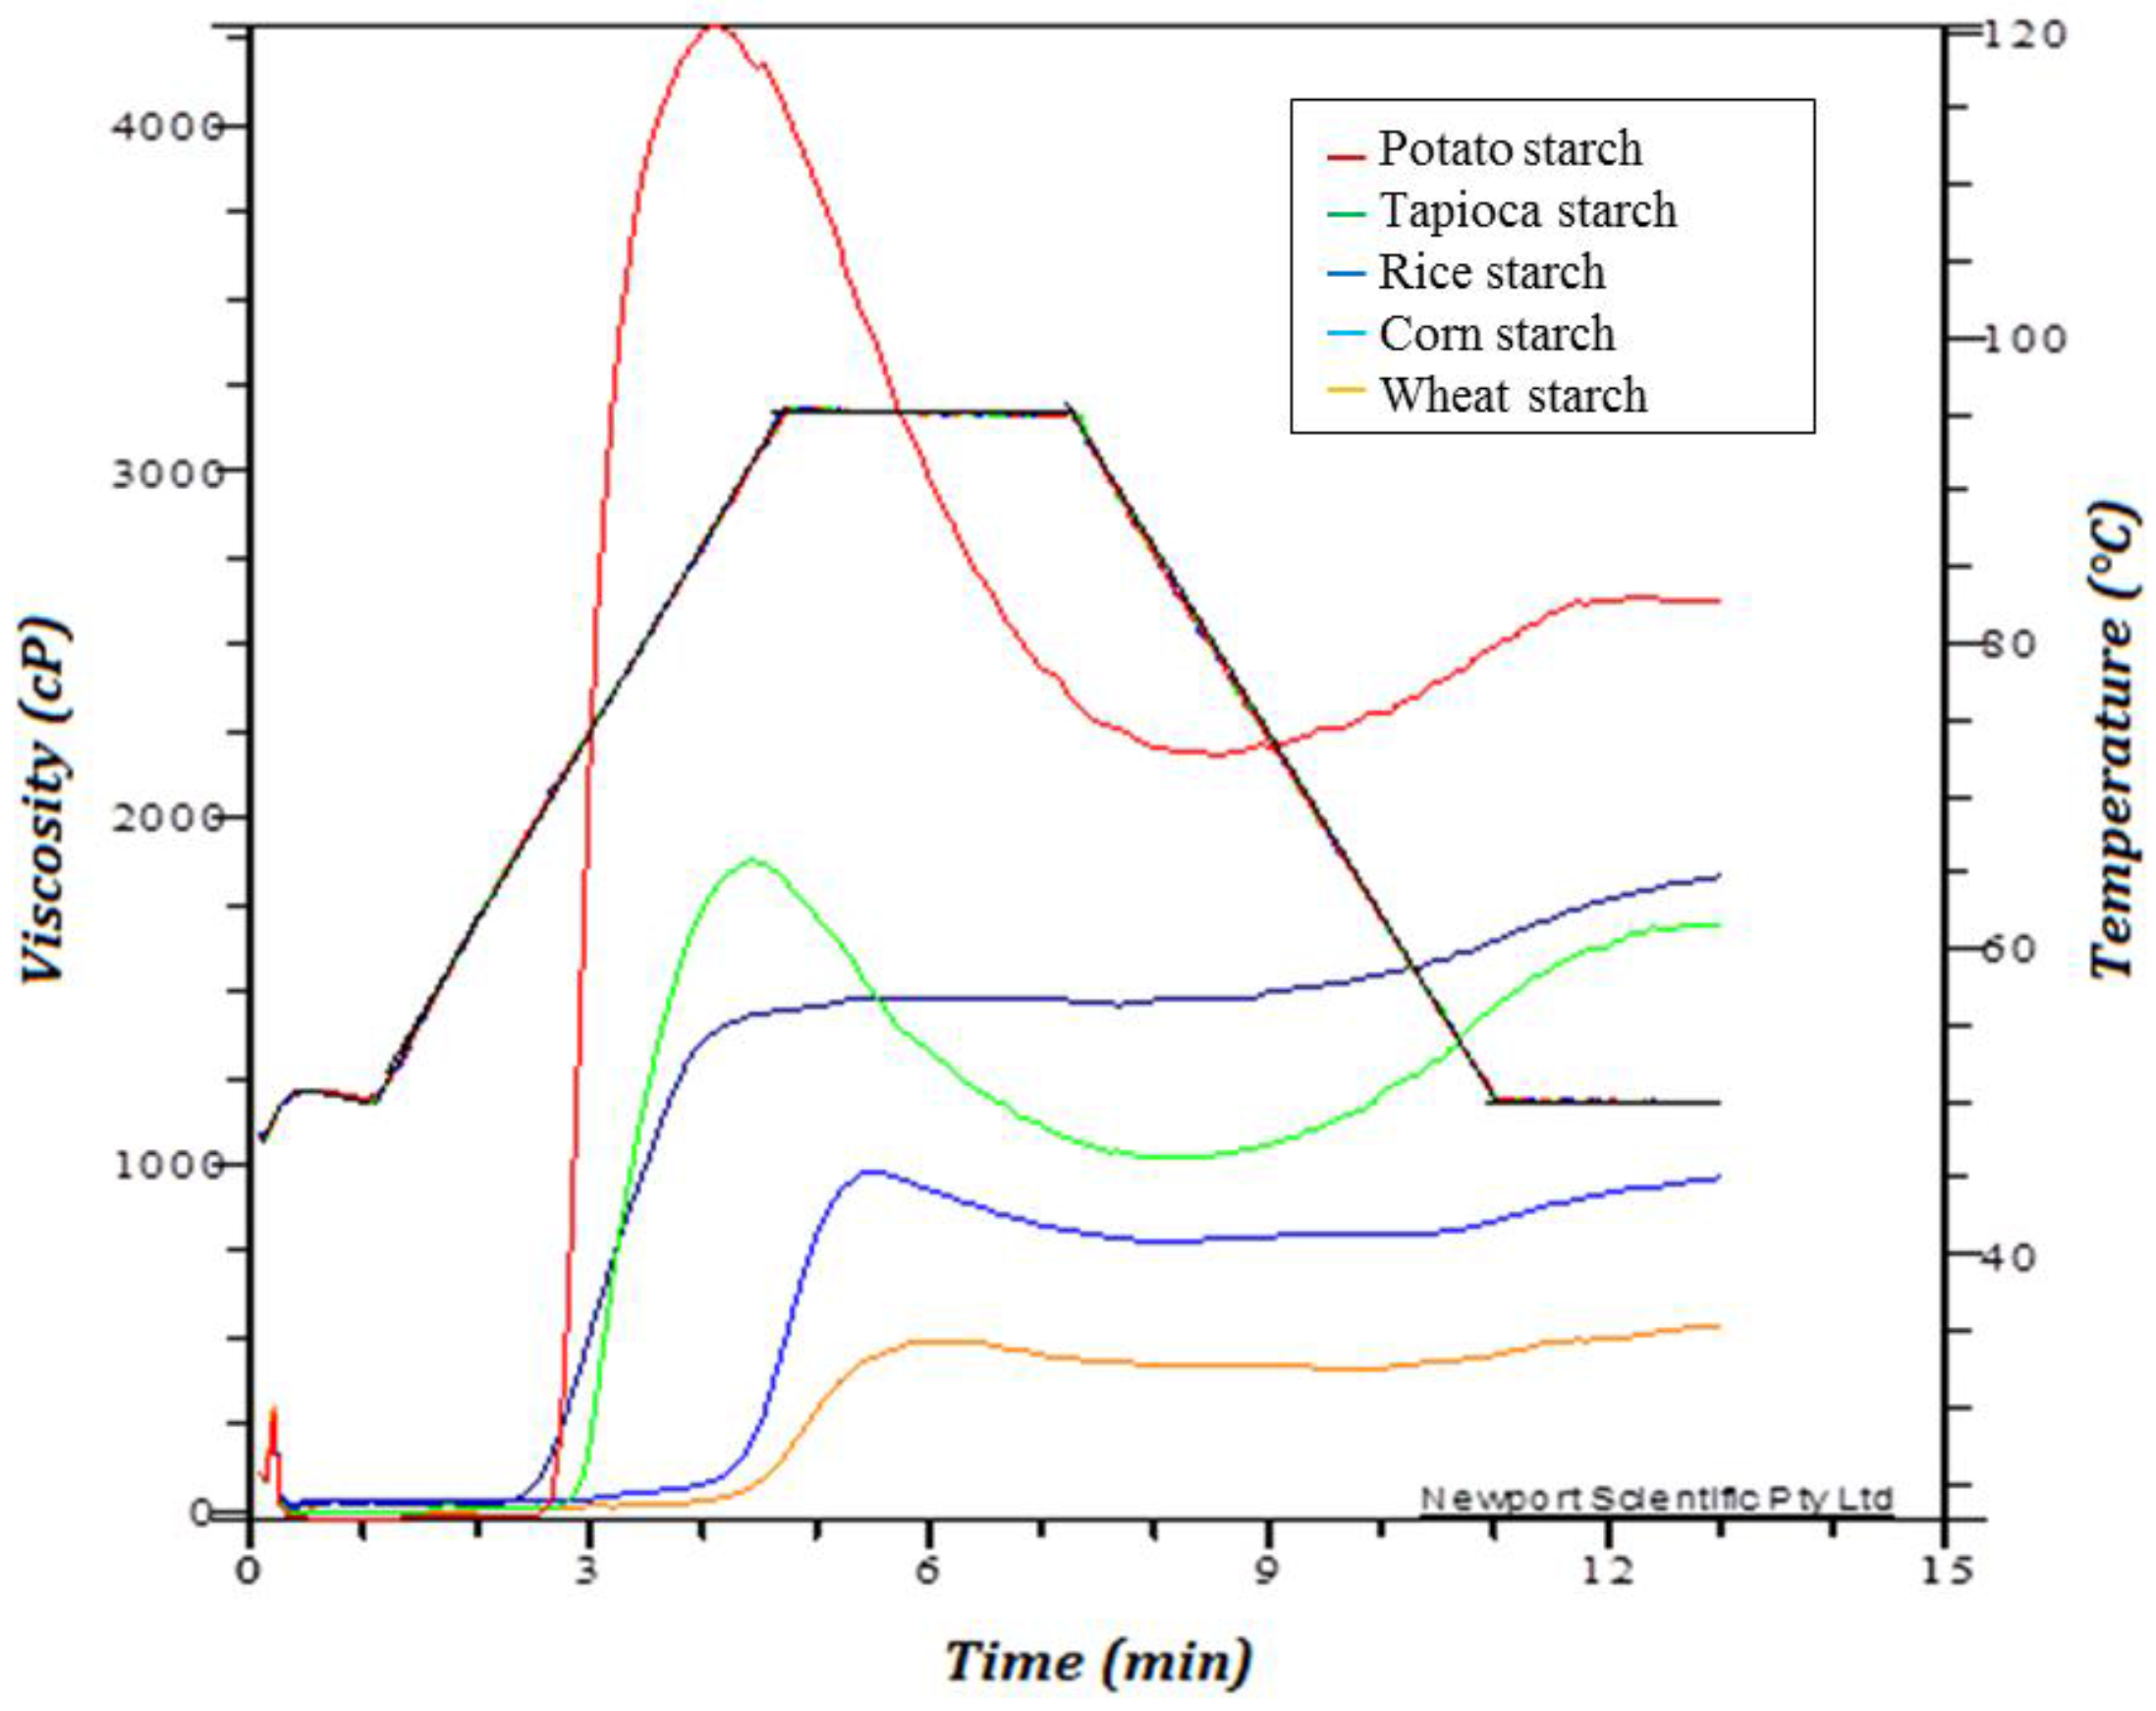 120
4000
Potato starch
Tapioca starch
Rice starch
100
Corn starch
Wheat starch
3000
Viscosity (cP)
Temperature (°C)
80
2000
60
1000
40
Newport Scientific Pty Ltd
0
0 3 6 9 12 15
Time (min)